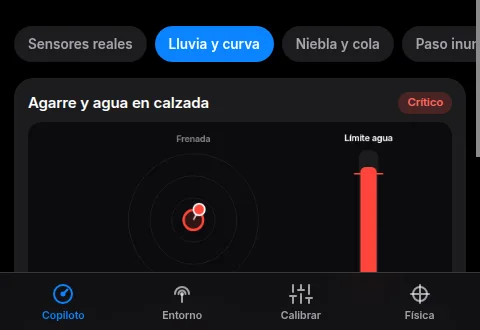 Sensores reales
Lluvia y curva
Niebla y cola
Paso
Agarre y agua en calzada
Crítico
Frenada
Límite agua
Copiloto
Entorno
Calibrar
Física